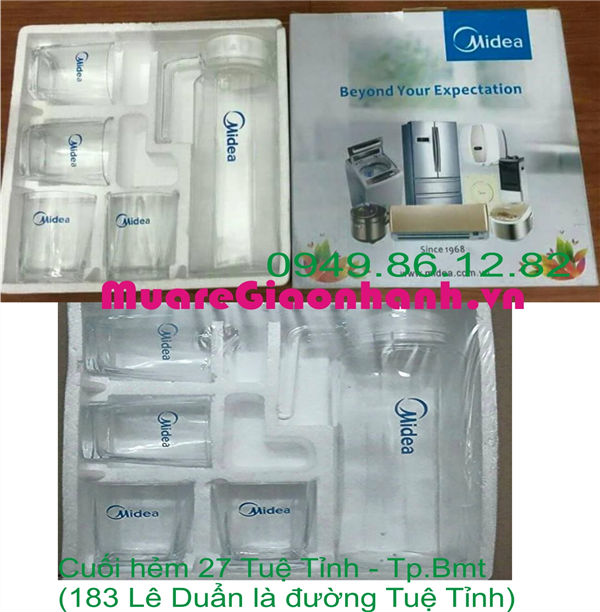 Midea
Midea
Midea
Midea
Midea
Midea
Beyond Your Expectation
Since 1968
0949.86.12.82
www.midea.com.vn
MuareGiaonhanh.vn
Midea
Midea
Midea
Midea
Midea
Cuối hẻm 27 Tuệ Tỉnh - Tp.Bmt
(183 Lê Duẩn là đường Tuệ Tỉnh)